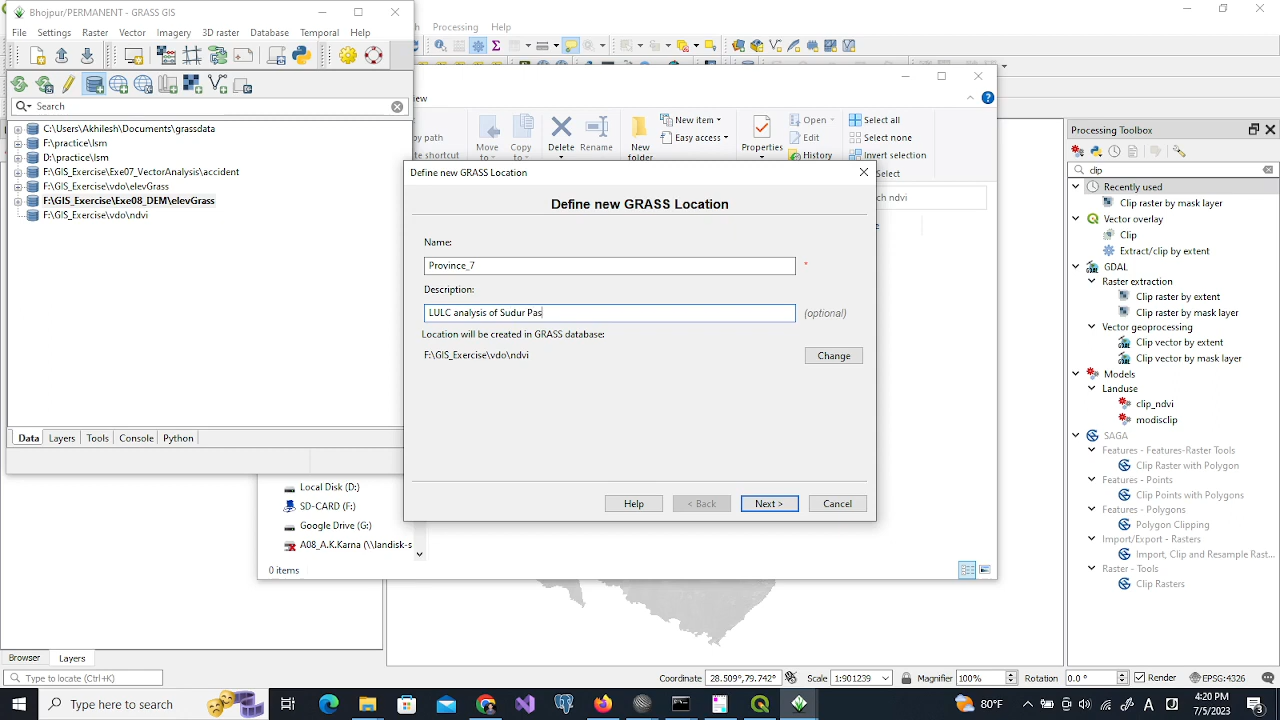 Bhojpur/PERMANENT - GRASS GIS
File Settings Raster Vector Imagery 3D raster Database Temporal Help
Search
C:\Users\Akhilesh\Documents\grassdata
F:\practice\lsm
D:\practice\lsm
F:\GIS_Exercise\Exe07_VectorAnalysis\accident
F:\GIS_Exercise\vdo\elevGrass
F:\GIS_Exercise\Exe08_DEM\elevGrass
F:\GIS_Exercise\vdo\ndvi
Data Layers Tools Console Python
Processing Help
Move to
Copy to
Delete
Rename
New folder
New item
Easy access
Properties
Open
Edit
History
Select all
Select none
Invert selection
Select
Define new GRASS Location
Define new GRASS Location
Name:
Province_7 *
Description:
LULC analysis of Sudur Pas (optional)
Location will be created in GRASS database:
F:\GIS_Exercise\vdo\ndvi Change
Help < Back Next > Cancel
Local Disk (D:)
SD-CARD (F:)
Google Drive (G:)
A08_A.K.Karna (\\landisk-s
0 items
Processing Toolbox
clip
Recently used
Clip raster by mask layer
Vector overlay
Clip
Extract/clip by extent
GDAL
Raster extraction
Clip raster by extent
Clip raster by mask layer
Vector geoprocessing
Clip vector by extent
Clip vector by mask layer
Models
Landuse
clip_ndvi
modisclip
SAGA
Features - Features-Raster Tools
Clip Raster with Polygon
Features - Points
Clip Points with Polygons
Features - Polygons
Polygon Clipping
Import/Export - Rasters
Import, Clip and Resample Rast...
Raster - Tools
Clip Rasters
Browser Layers
Type to locate (Ctrl+K)
Coordinate 28.509°,79.742° Scale 1:901239 Magnifier 100% Rotation 0.0 ° Render EPSG:4326
Type here to search
80°F
4:20 PM
7/5/2023